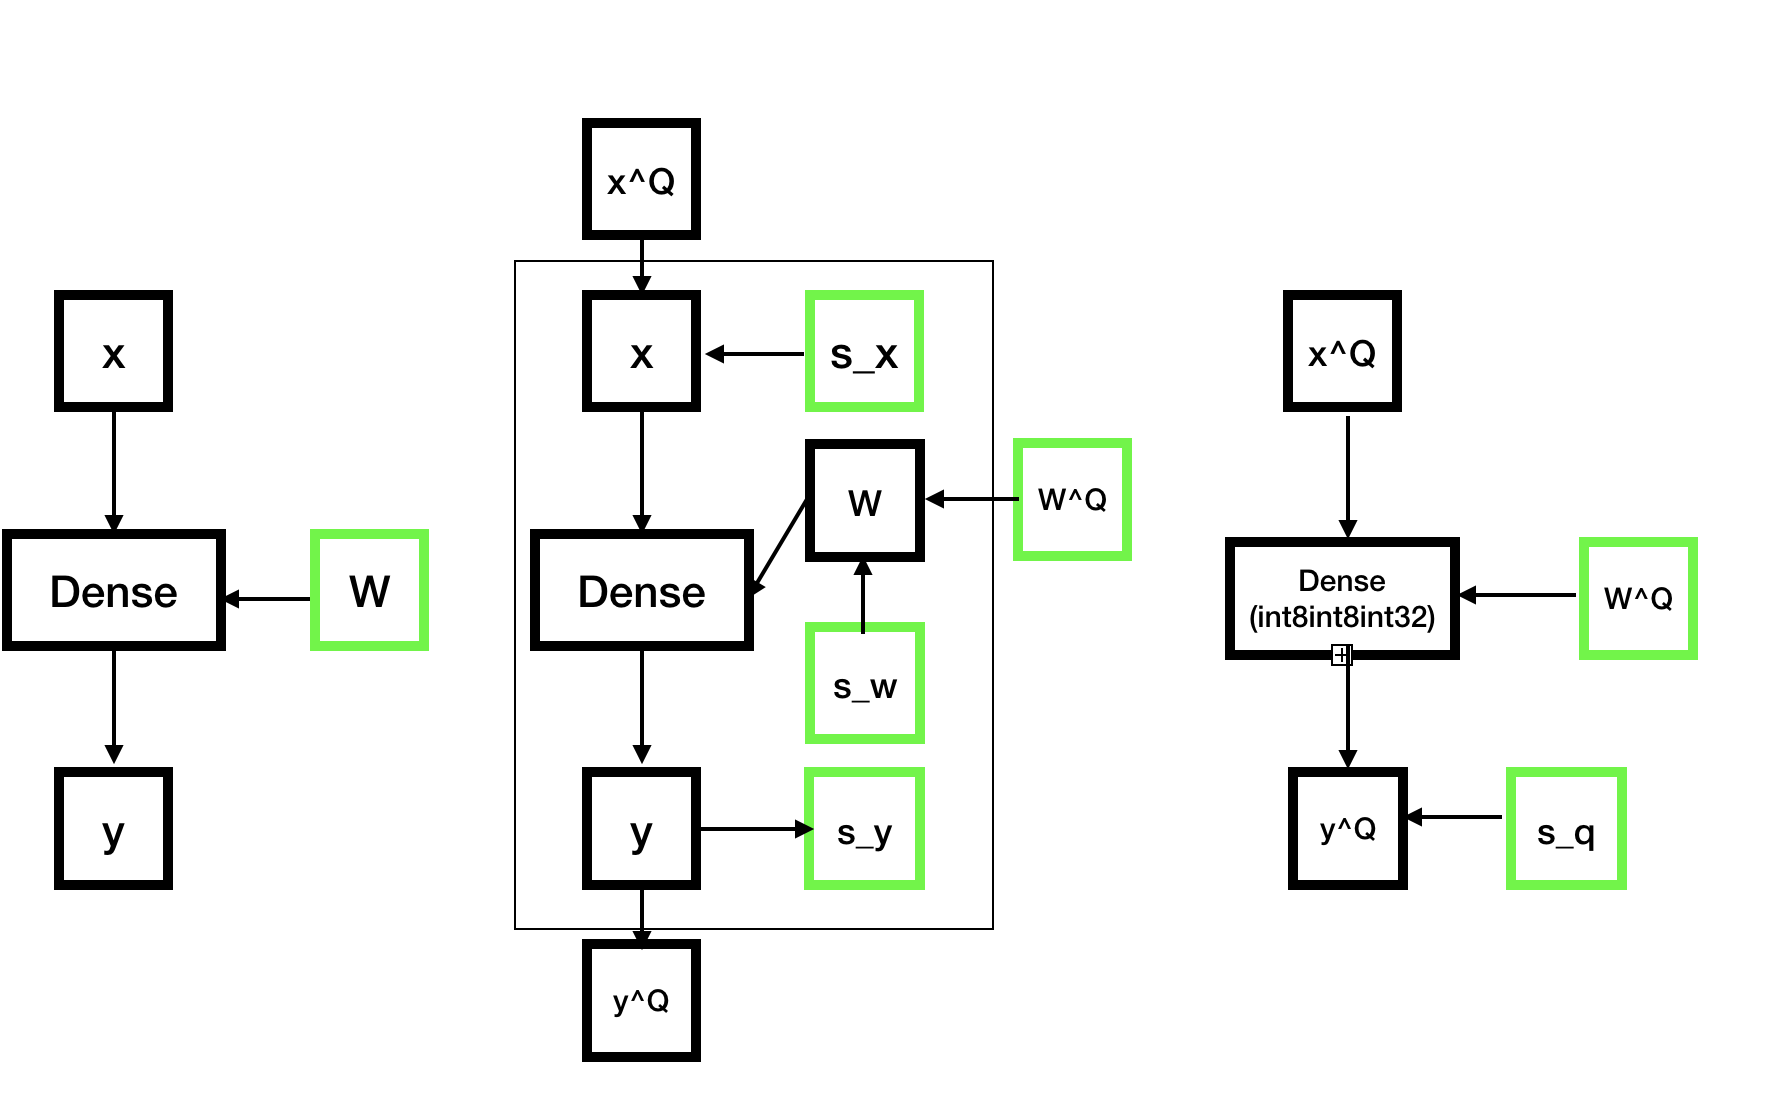 x
Dense
W
y
x^Q
x
s_x
W
W^Q
Dense
s_w
y
s_y
y^Q
x^Q
Dense
(int8int8int32)
W^Q
y^Q
s_q